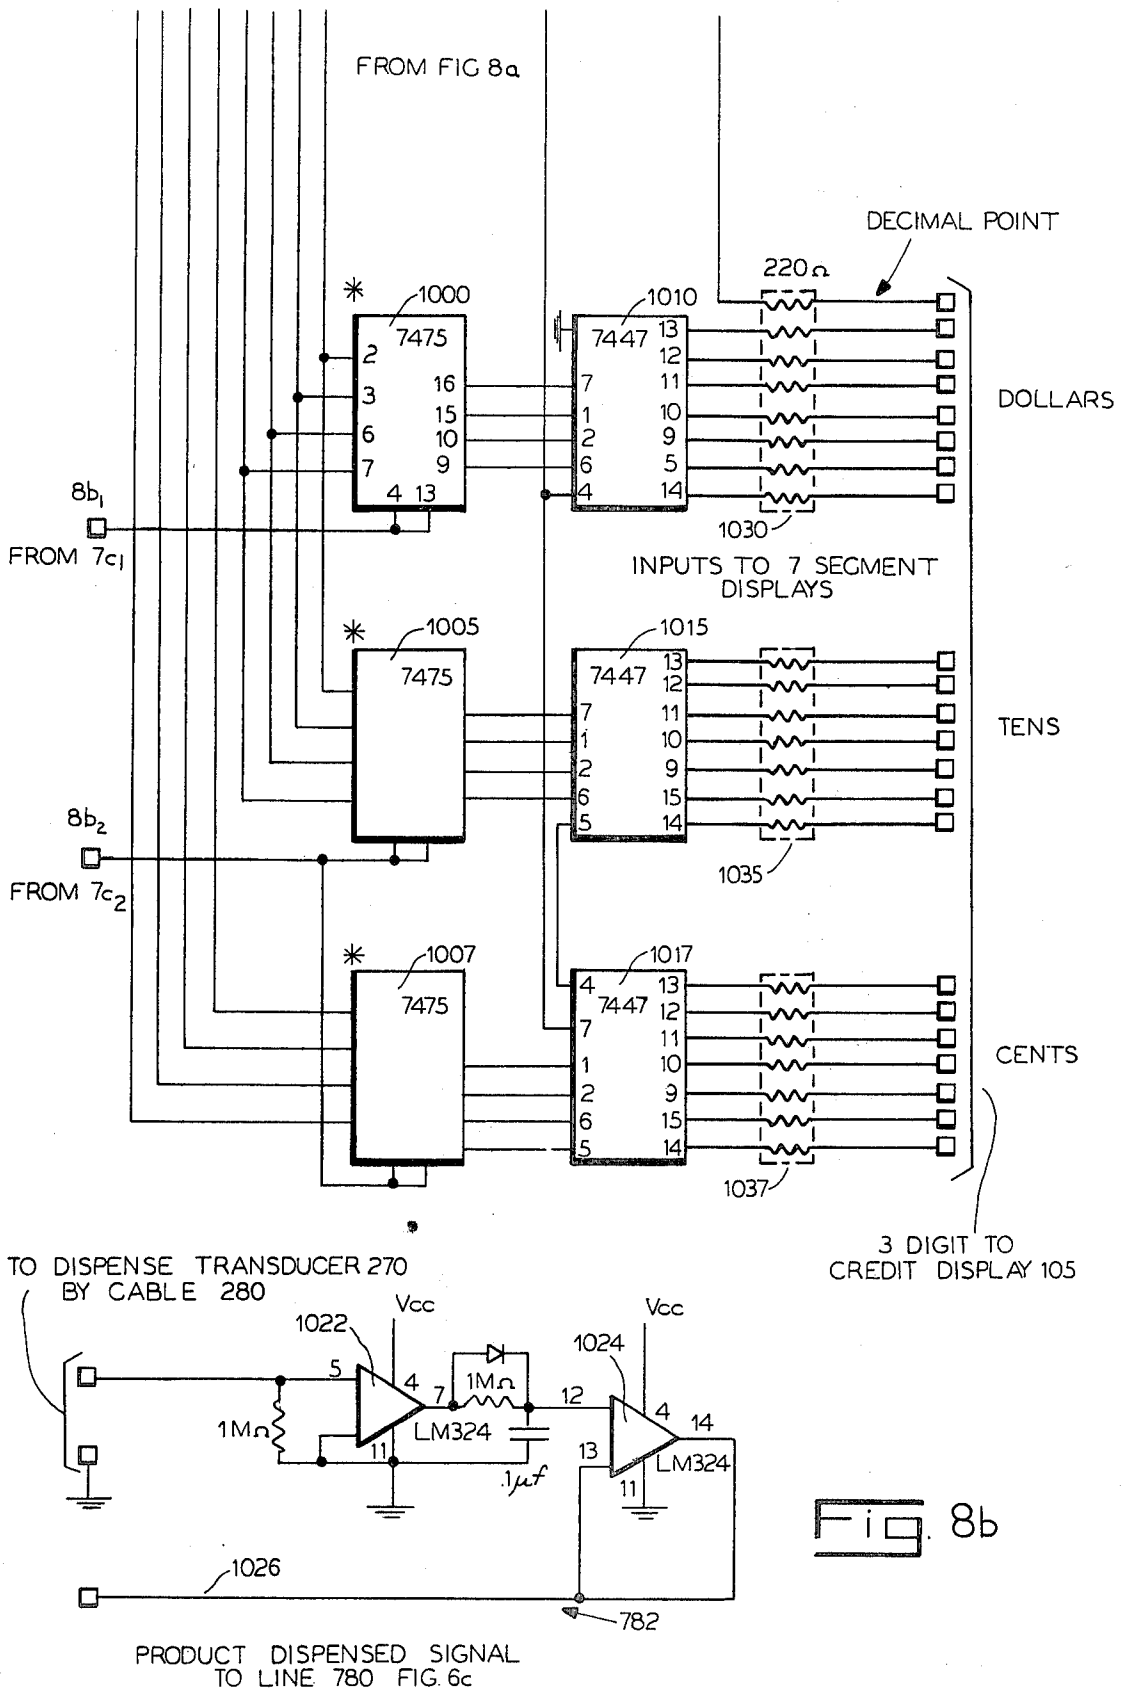 FROM FIG 8a
DECIMAL POINT
220Ω
* 1000
7475
2
3
6
7
16
15
10
9
4 13
1010
7447
7
1
2
6
4
13
12
11
10
9
5
14
1030
DOLLARS
8b1
FROM 7c1
INPUTS TO 7 SEGMENT
DISPLAYS
* 1005
7475
1015
7447
7
1
2
6
5
13
12
11
10
9
15
14
1035
TENS
8b2
FROM 7c2
* 1007
7475
1017
7447
4
7
1
2
6
5
13
12
11
10
9
15
14
1037
CENTS
3 DIGIT TO
CREDIT DISPLAY 105
TO DISPENSE TRANSDUCER 270
BY CABLE 280
1022
Vcc
5
4
7
11
LM324
1MΩ
1MΩ
.1µf
1024
Vcc
12
13
4
14
11
LM324
1026
782
PRODUCT DISPENSED SIGNAL
TO LINE 780 FIG. 6c
Fig. 8b